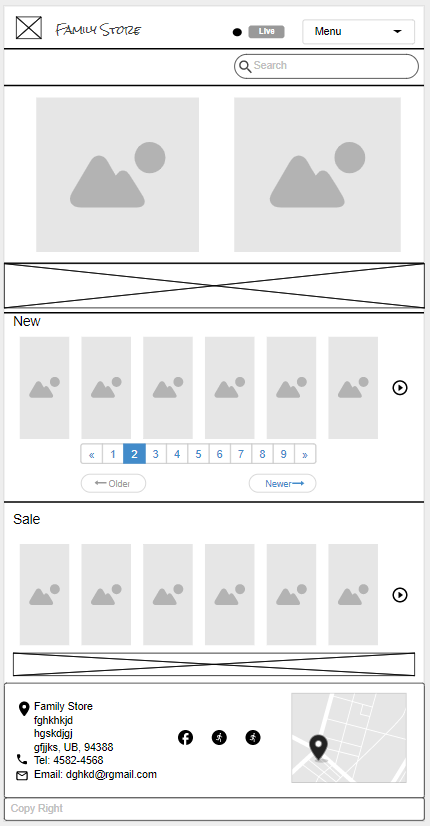 Family Store
Live
Menu
Search
New
« 1 2 3 4 5 6 7 8 9 »
Older Newer
Sale
Family Store
fghkhkjd
hgskdjgj
gfjjks, UB, 94388
Tel: 4582-4568
Email: dghkd@rgmail.com
Copy Right